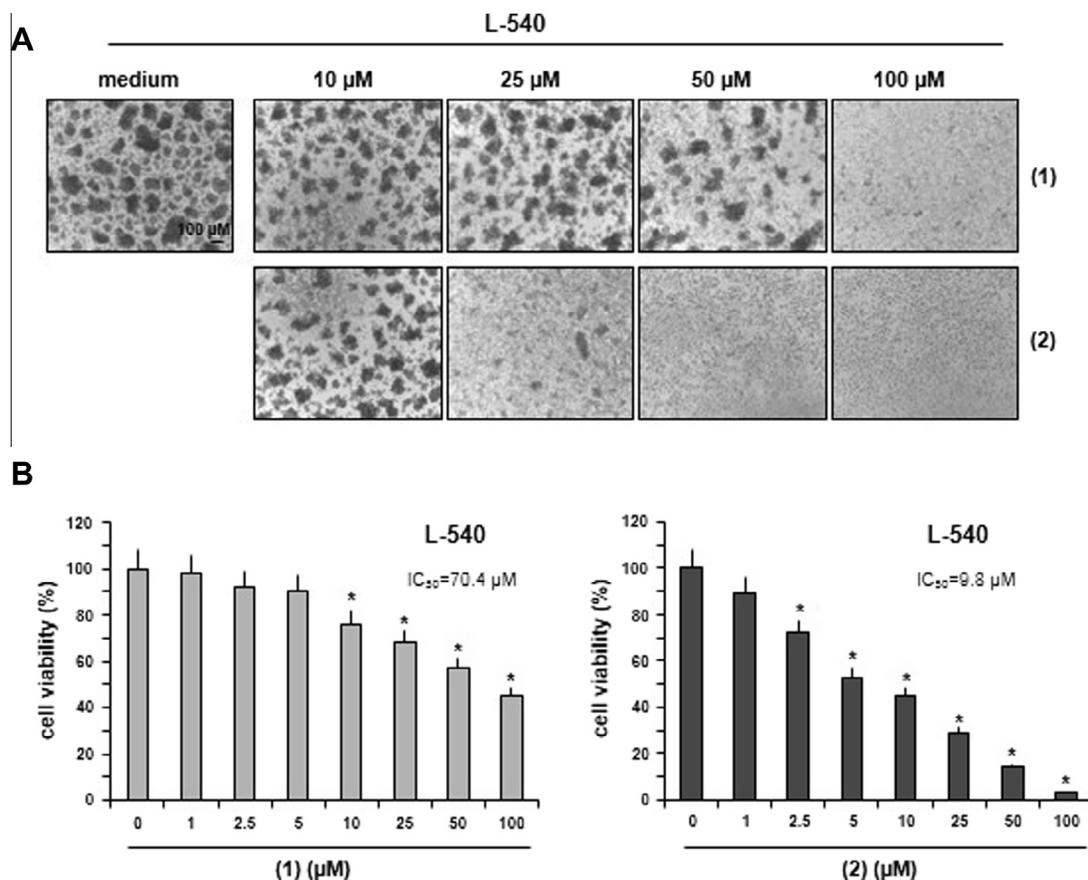 A
L-540
medium 10 µM 25 µM 50 µM 100 µM
100 µM
(1)
(2)
B
120
100
80
60
40
20
0
cell viability (%)
L-540
IC50=70.4 µM
* * * *
0 1 2.5 5 10 25 50 100
(1) (µM)
120
100
80
60
40
20
0
cell viability (%)
L-540
IC50=9.8 µM
* * * * * *
0 1 2.5 5 10 25 50 100
(2) (µM)